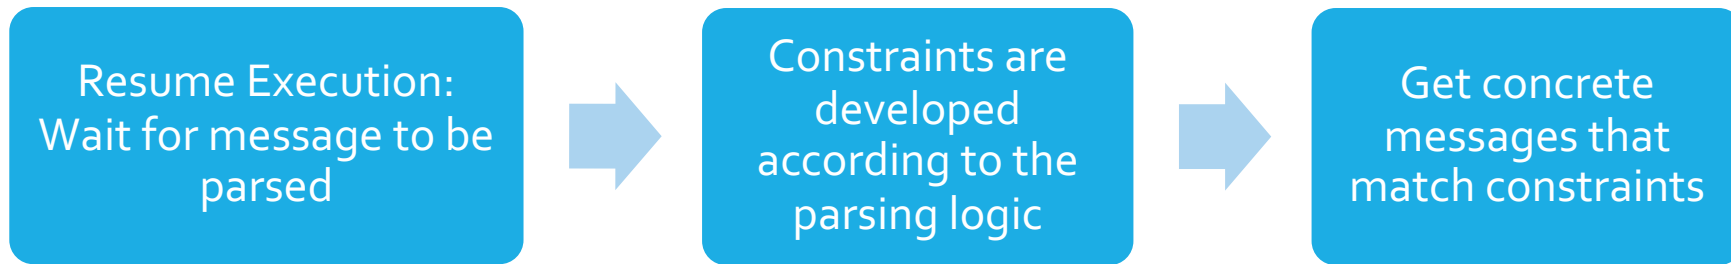 Resume Execution:
Wait for message to be
parsed
Constraints are
developed
according to the
parsing logic
Get concrete
messages that
match constraints